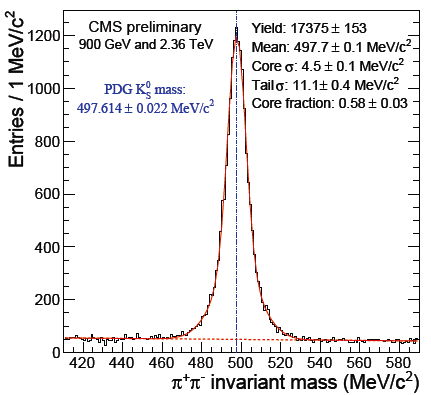 CMS preliminary
900 GeV and 2.36 TeV
PDG K⁰S mass:
497.614 ± 0.022 MeV/c²
Yield: 17375 ± 153
Mean: 497.7 ± 0.1 MeV/c²
Core σ: 4.5 ± 0.1 MeV/c²
Tail σ: 11.1 ± 0.4 MeV/c²
Core fraction: 0.58 ± 0.03
Entries / 1 MeV/c²
1200
1000
800
600
400
200
0
420 440 460 480 500 520 540 560 580
π⁺π⁻ invariant mass (MeV/c²)